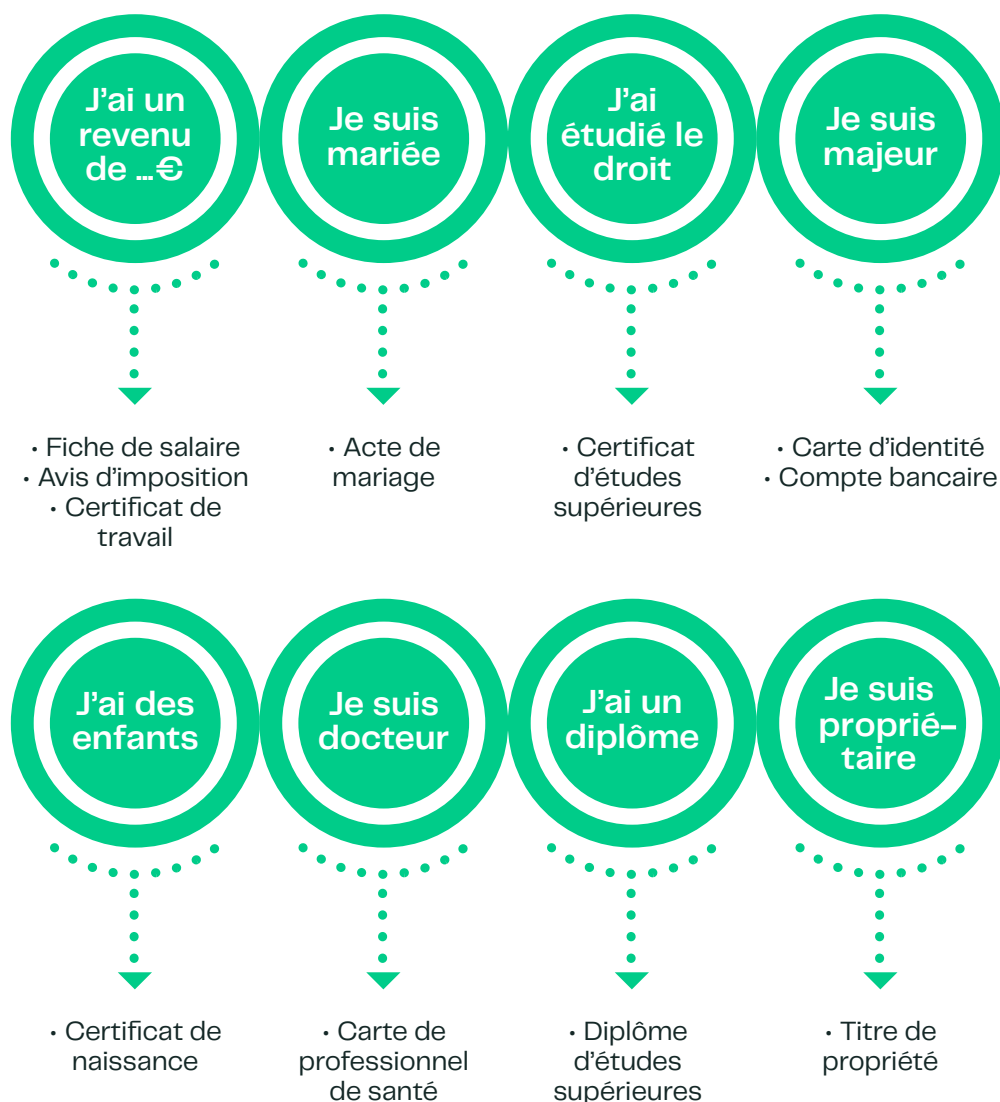 J'ai un
revenu
de ...€
Je suis
mariée
J'ai
étudié le
droit
Je suis
majeur
• Fiche de salaire
• Avis d'imposition
• Certificat de
travail
• Acte de
mariage
• Certificat
d'études
supérieures
• Carte d'identité
• Compte bancaire
J'ai des
enfants
Je suis
docteur
J'ai un
diplôme
Je suis
proprié-
taire
• Certificat de
naissance
• Carte de
professionnel
de santé
• Diplôme
d'études
supérieures
• Titre de
propriété